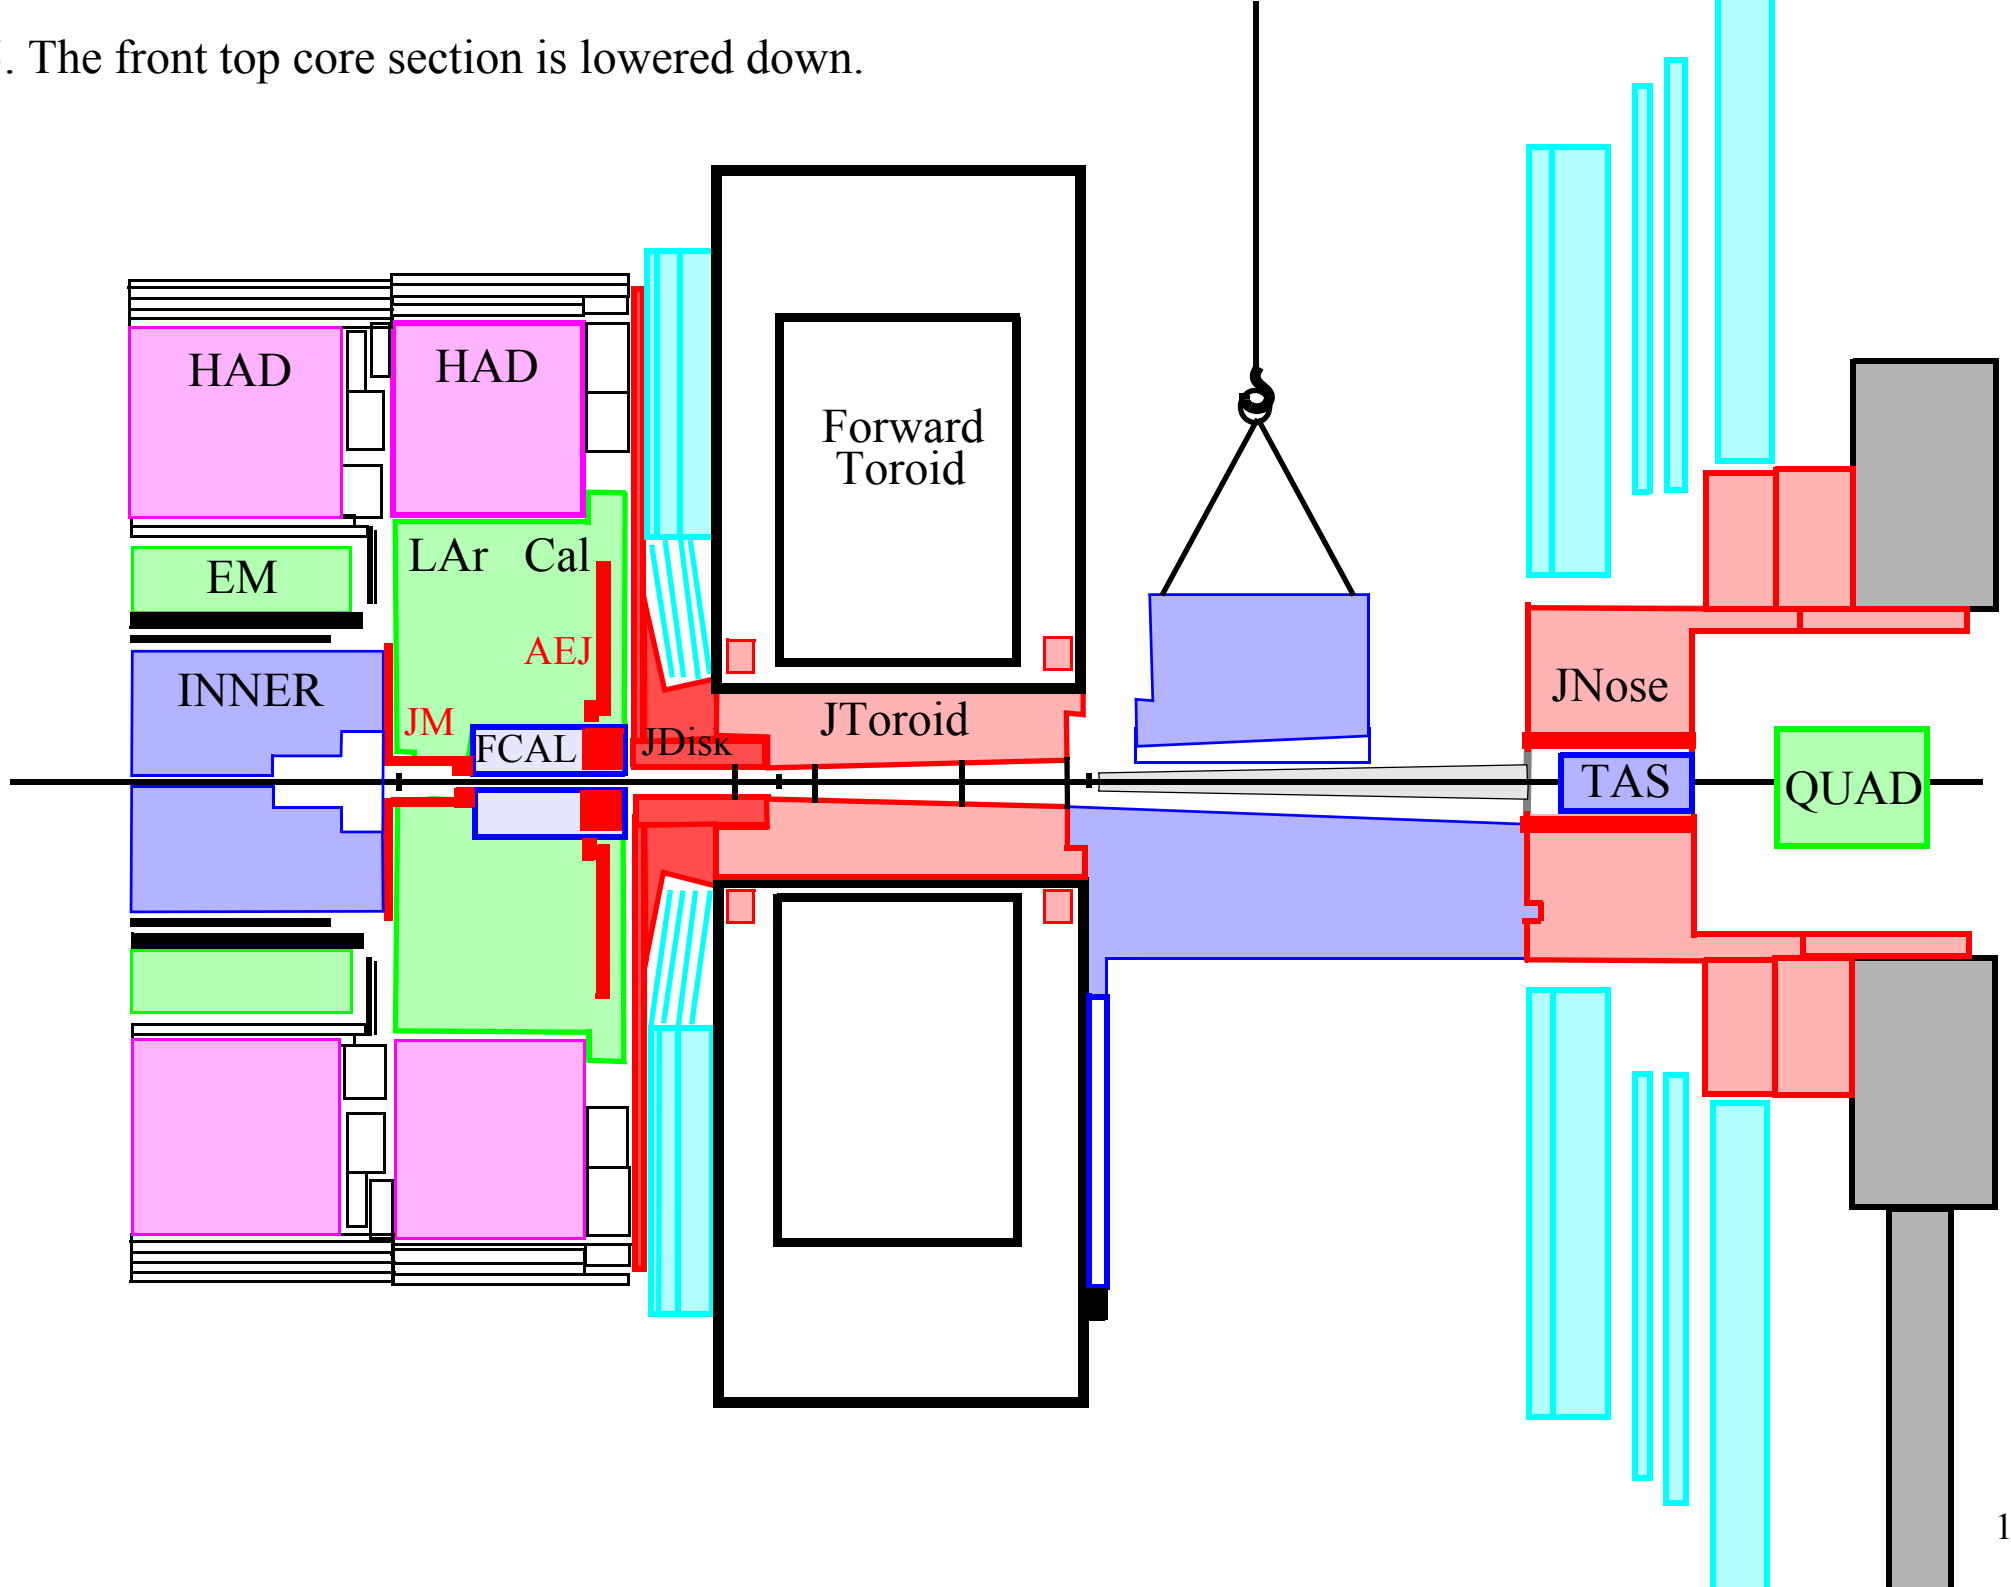 . The front top core section is lowered down.
HAD
HAD
Forward
Toroid
LAr Cal
EM
AEJ
INNER
JM
JNose
JToroid
FCAL
JDisk
TAS
QUAD
1